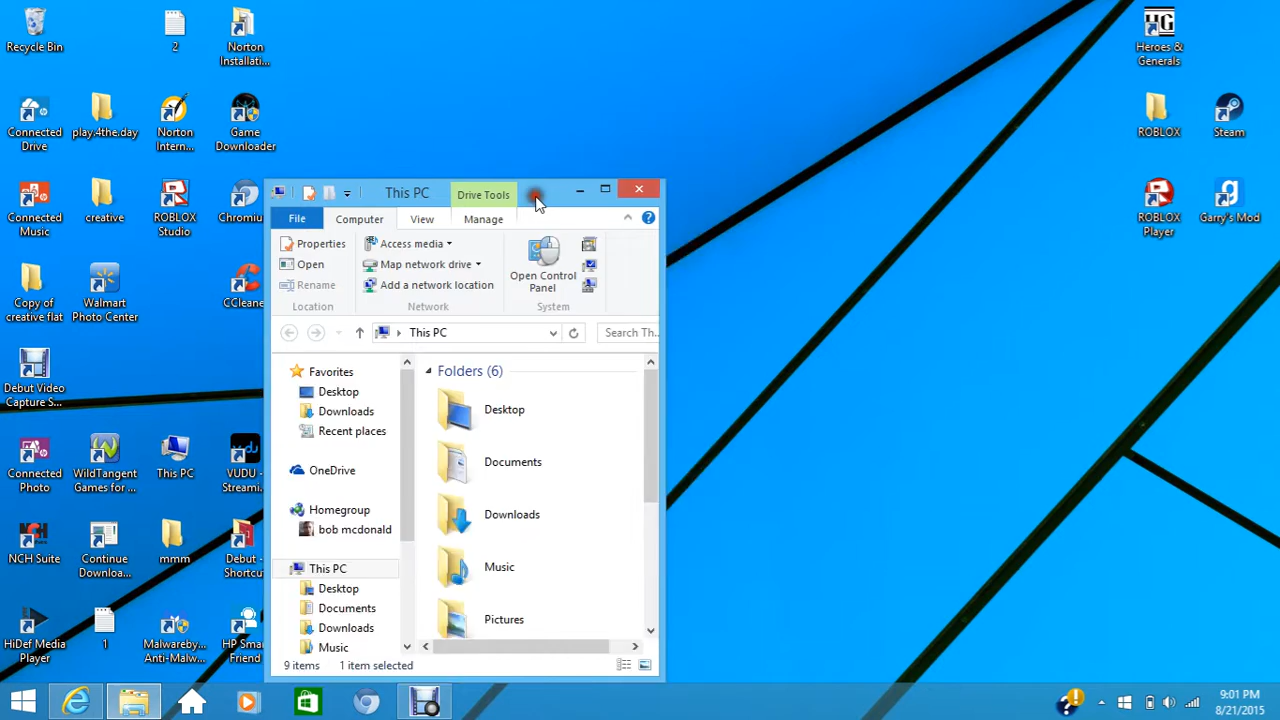 Recycle Bin
2
Norton
Installati...
Connected
Drive
play.4the.day
Norton
Intern...
Game
Downloader
Connected
Music
creative
ROBLOX
Studio
Chromiu
Copy of
creative flat
Walmart
Photo Center
CCleane
Debut Video
Capture S...
Connected
Photo
WildTangent
Games for ...
This PC
VUDU -
Streami.
NCH
NCH Suite
Continue
Downloa...
mmm
Debut -
Shortcut
HiDef Media
Player
1
Malwareby...
Anti-Malw...
HP Smar
Friend
This PC
Drive Tools
File
Computer
View
Manage
Properties
Open
Rename
Location
Access media
Map network drive
Add a network location
Network
Open Control
Panel
System
This PC
Search Th...
Favorites
Desktop
Downloads
Recent places
OneDrive
Homegroup
bob mcdonald
This PC
Desktop
Documents
Downloads
Music
Folders (6)
Desktop
Documents
Downloads
Music
Pictures
9 items
1 item selected
HG
Heroes &
Generals
ROBLOX
Steam
ROBLOX
Player
Garry's Mod
9:01 PM
8/21/2015